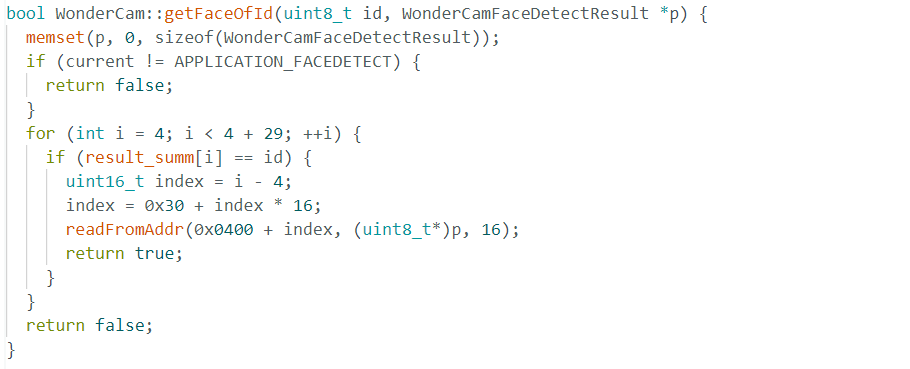 bool WonderCam::getFaceOfId(uint8_t id, WonderCamFaceDetectResult *p) {
  memset(p, 0, sizeof(WonderCamFaceDetectResult));
  if (current != APPLICATION_FACEDETECT) {
    return false;
  }
  for (int i = 4; i < 4 + 29; ++i) {
    if (result_summ[i] == id) {
      uint16_t index = i - 4;
      index = 0x30 + index * 16;
      readFromAddr(0x0400 + index, (uint8_t*)p, 16);
      return true;
    }
  }
  return false;
}